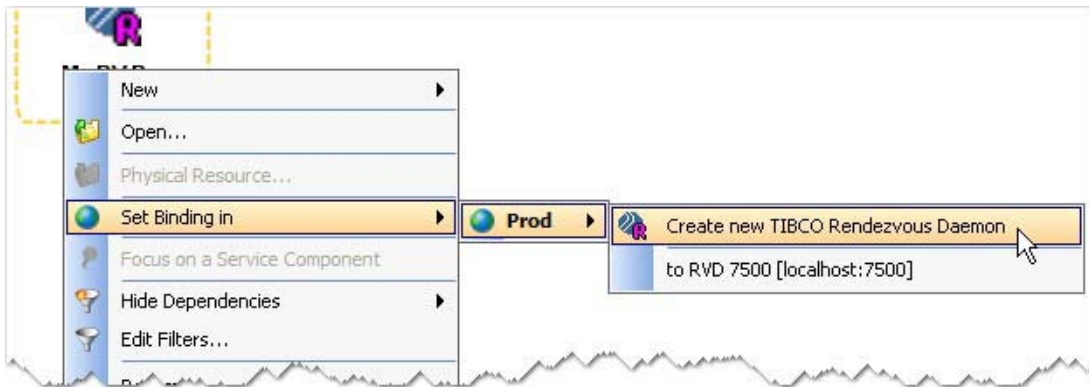 R
New
Open...
Physical Resource...
Set Binding in
Prod
Create new TIBCO Rendezvous Daemon
to RVD 7500 [localhost:7500]
Focus on a Service Component
Hide Dependencies
Edit Filters...